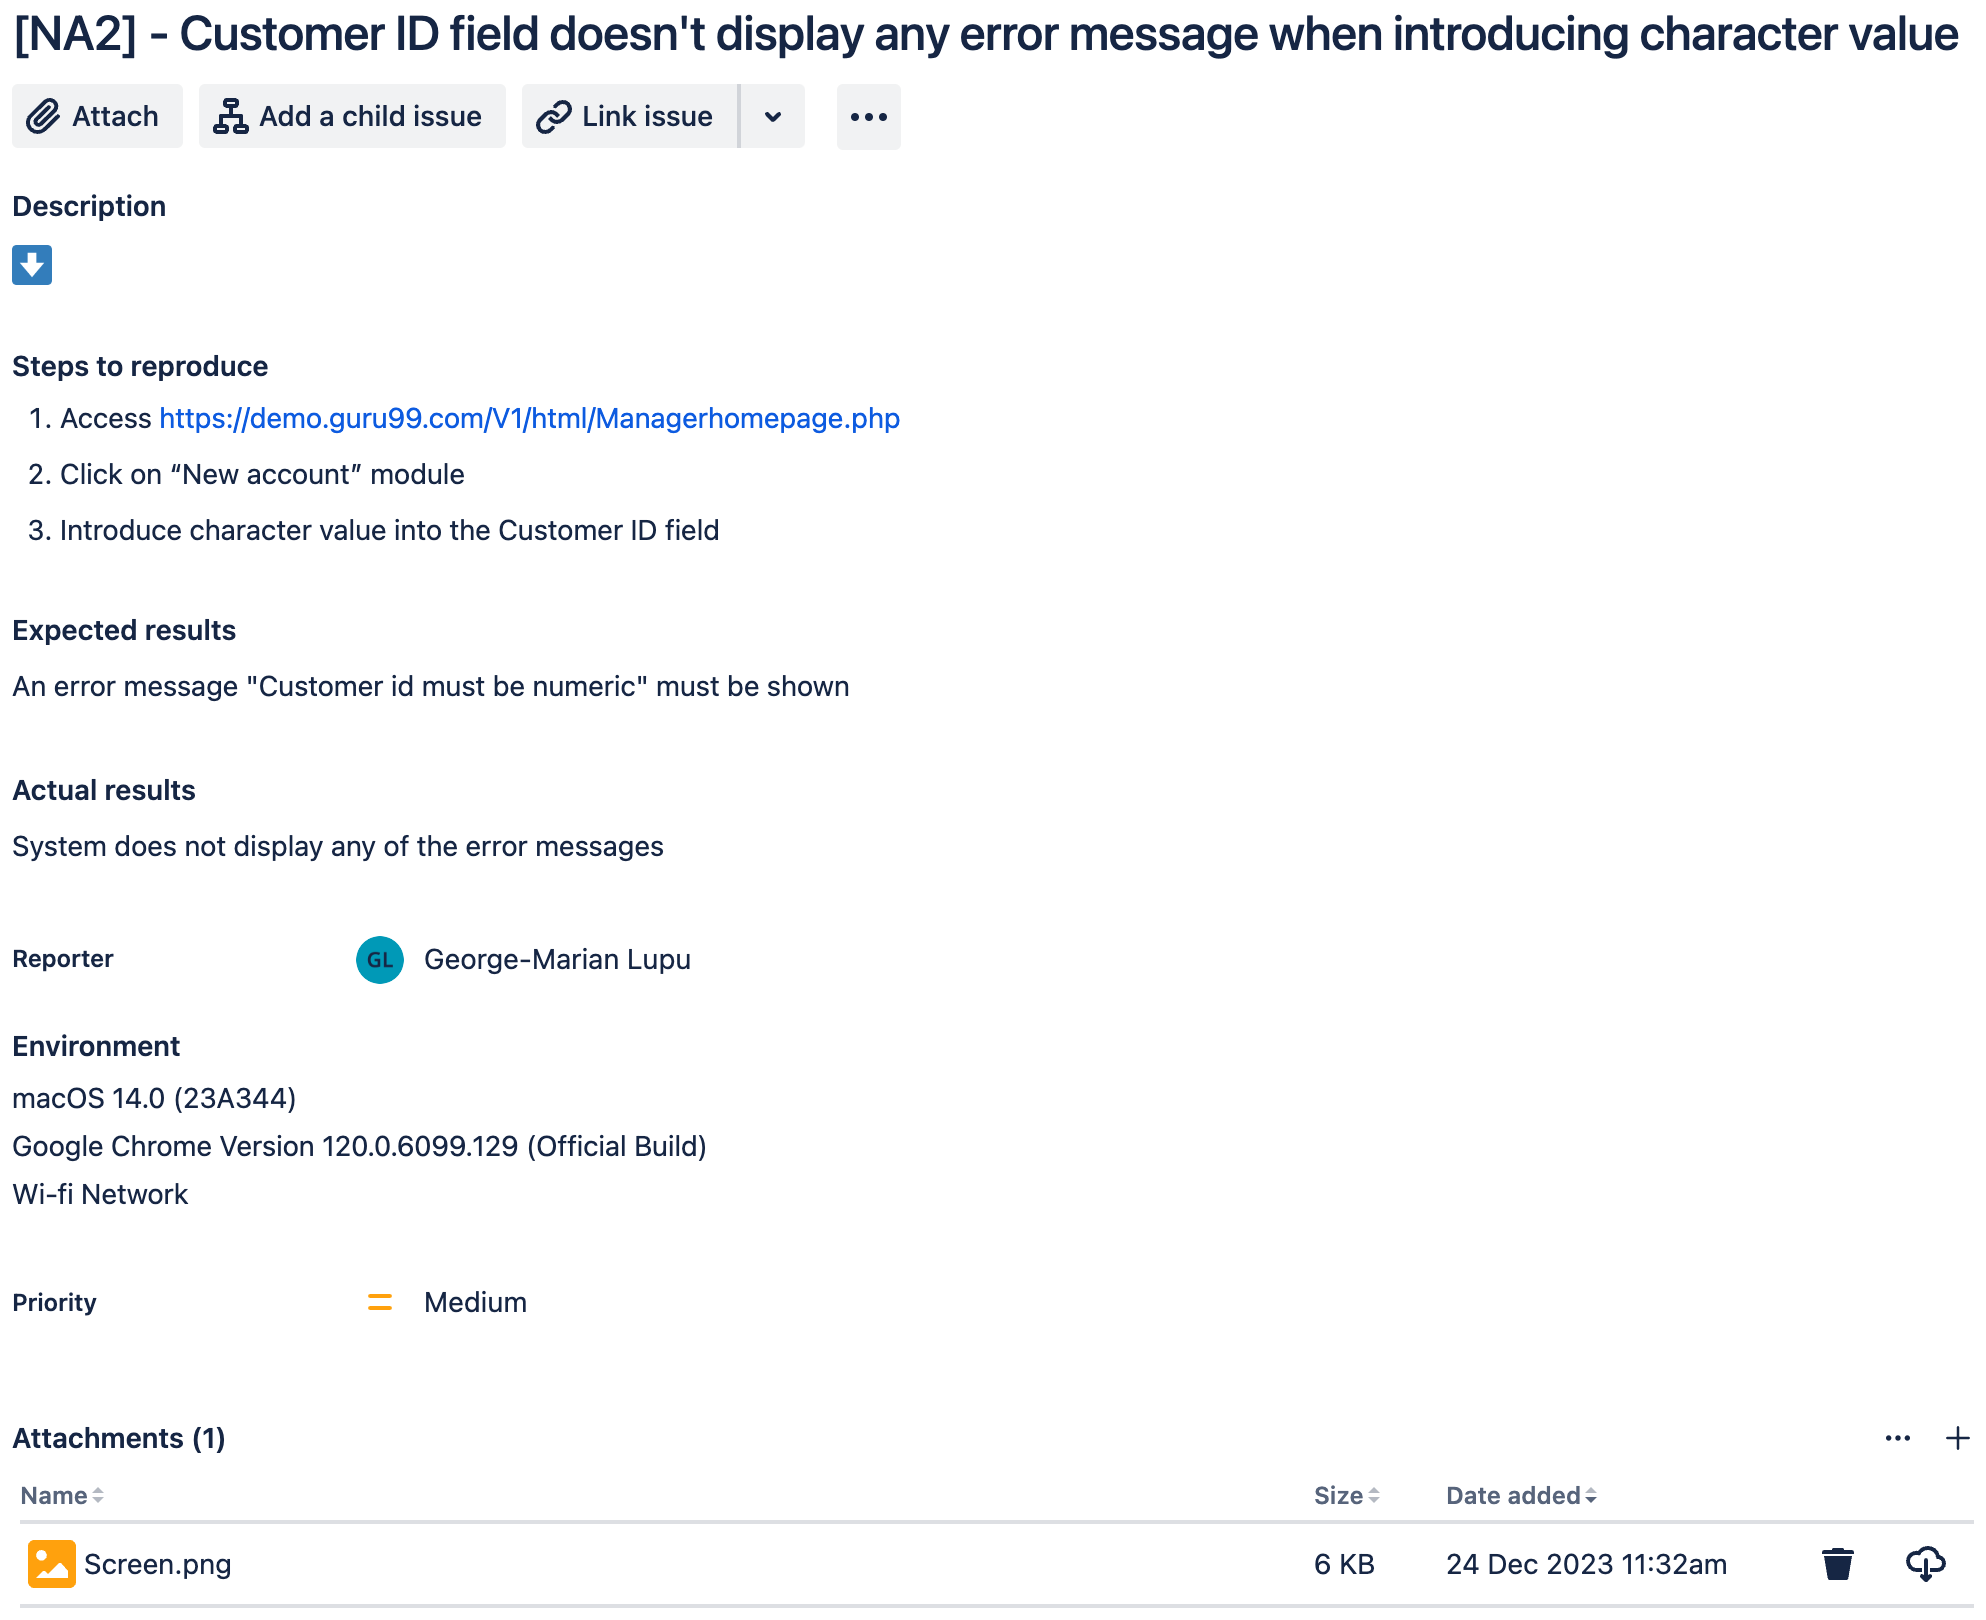 [NA2] - Customer ID field doesn't display any error message when introducing character value
Attach
Add a child issue
Link issue
Description
Steps to reproduce
1. Access https://demo.guru99.com/V1/html/Managerhomepage.php
2. Click on “New account” module
3. Introduce character value into the Customer ID field
Expected results
An error message "Customer id must be numeric" must be shown
Actual results
System does not display any of the error messages
Reporter GL George-Marian Lupu
Environment
macOS 14.0 (23A344)
Google Chrome Version 120.0.6099.129 (Official Build)
Wi-fi Network
Priority Medium
Attachments (1)
Name Size Date added
Screen.png 6 KB 24 Dec 2023 11:32am